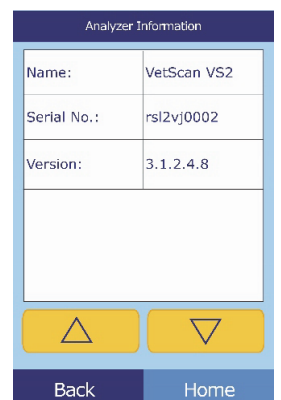 Analyzer Information
Name: VetScan VS2
Serial No.: rsl2vj0002
Version: 3.1.2.4.8
Back Home